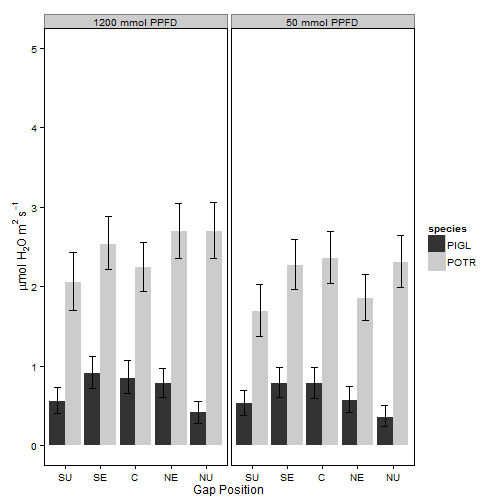 1200 mmol PPFD
50 mmol PPFD
5
4
3
2
1
0
µmol H₂O m² s⁻¹
SU SE C NE NU
SU SE C NE NU
Gap Position
species
PIGL
POTR